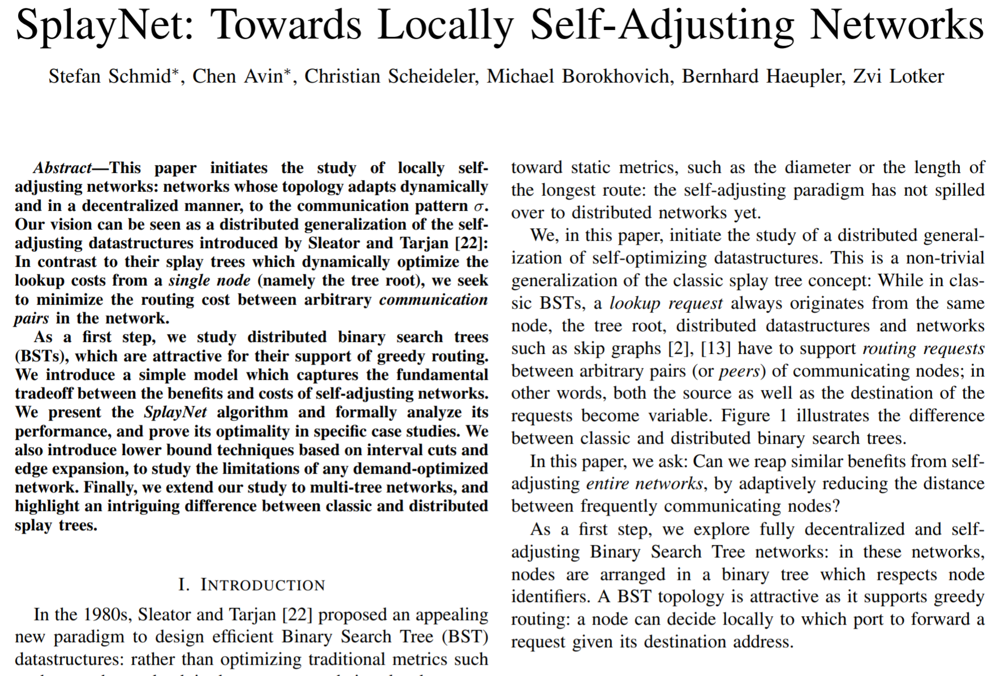 SplayNet: Towards Locally Self-Adjusting Networks
Stefan Schmid*, Chen Avin*, Christian Scheideler, Michael Borokhovich, Bernhard Haeupler, Zvi Lotker
Abstract—This paper initiates the study of locally self-
adjusting networks: networks whose topology adapts dynamically
and in a decentralized manner, to the communication pattern σ.
Our vision can be seen as a distributed generalization of the self-
adjusting datastructures introduced by Sleator and Tarjan [22]:
In contrast to their splay trees which dynamically optimize the
lookup costs from a single node (namely the tree root), we seek
to minimize the routing cost between arbitrary communication
pairs in the network.
As a first step, we study distributed binary search trees
(BSTs), which are attractive for their support of greedy routing.
We introduce a simple model which captures the fundamental
tradeoff between the benefits and costs of self-adjusting networks.
We present the SplayNet algorithm and formally analyze its
performance, and prove its optimality in specific case studies. We
also introduce lower bound techniques based on interval cuts and
edge expansion, to study the limitations of any demand-optimized
network. Finally, we extend our study to multi-tree networks, and
highlight an intriguing difference between classic and distributed
splay trees.
I. INTRODUCTION
In the 1980s, Sleator and Tarjan [22] proposed an appealing
new paradigm to design efficient Binary Search Tree (BST)
datastructures: rather than optimizing traditional metrics such
toward static metrics, such as the diameter or the length of
the longest route: the self-adjusting paradigm has not spilled
over to distributed networks yet.
We, in this paper, initiate the study of a distributed general-
ization of self-optimizing datastructures. This is a non-trivial
generalization of the classic splay tree concept: While in clas-
sic BSTs, a lookup request always originates from the same
node, the tree root, distributed datastructures and networks
such as skip graphs [2], [13] have to support routing requests
between arbitrary pairs (or peers) of communicating nodes; in
other words, both the source as well as the destination of the
requests become variable. Figure 1 illustrates the difference
between classic and distributed binary search trees.
In this paper, we ask: Can we reap similar benefits from self-
adjusting entire networks, by adaptively reducing the distance
between frequently communicating nodes?
As a first step, we explore fully decentralized and self-
adjusting Binary Search Tree networks: in these networks,
nodes are arranged in a binary tree which respects node
identifiers. A BST topology is attractive as it supports greedy
routing: a node can decide locally to which port to forward a
request given its destination address.